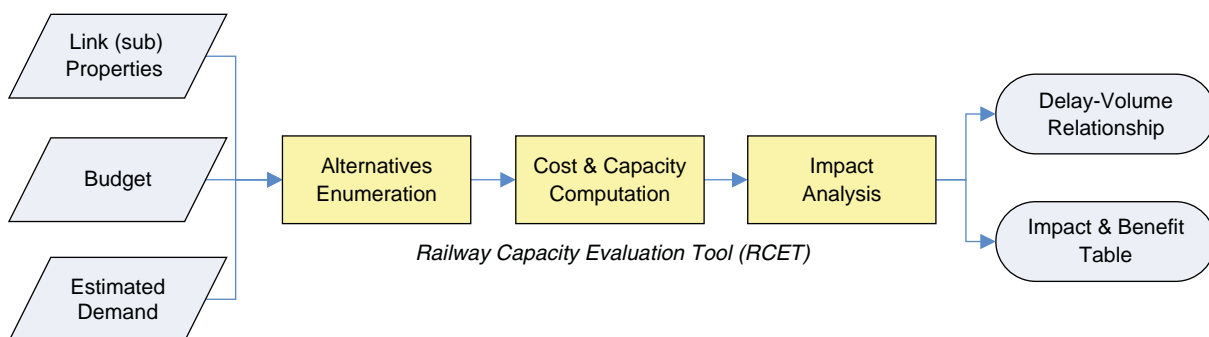 Link (sub)
Properties
Budget
Estimated
Demand
Alternatives
Enumeration
Cost & Capacity
Computation
Impact
Analysis
Railway Capacity Evaluation Tool (RCET)
Delay-Volume
Relationship
Impact & Benefit
Table